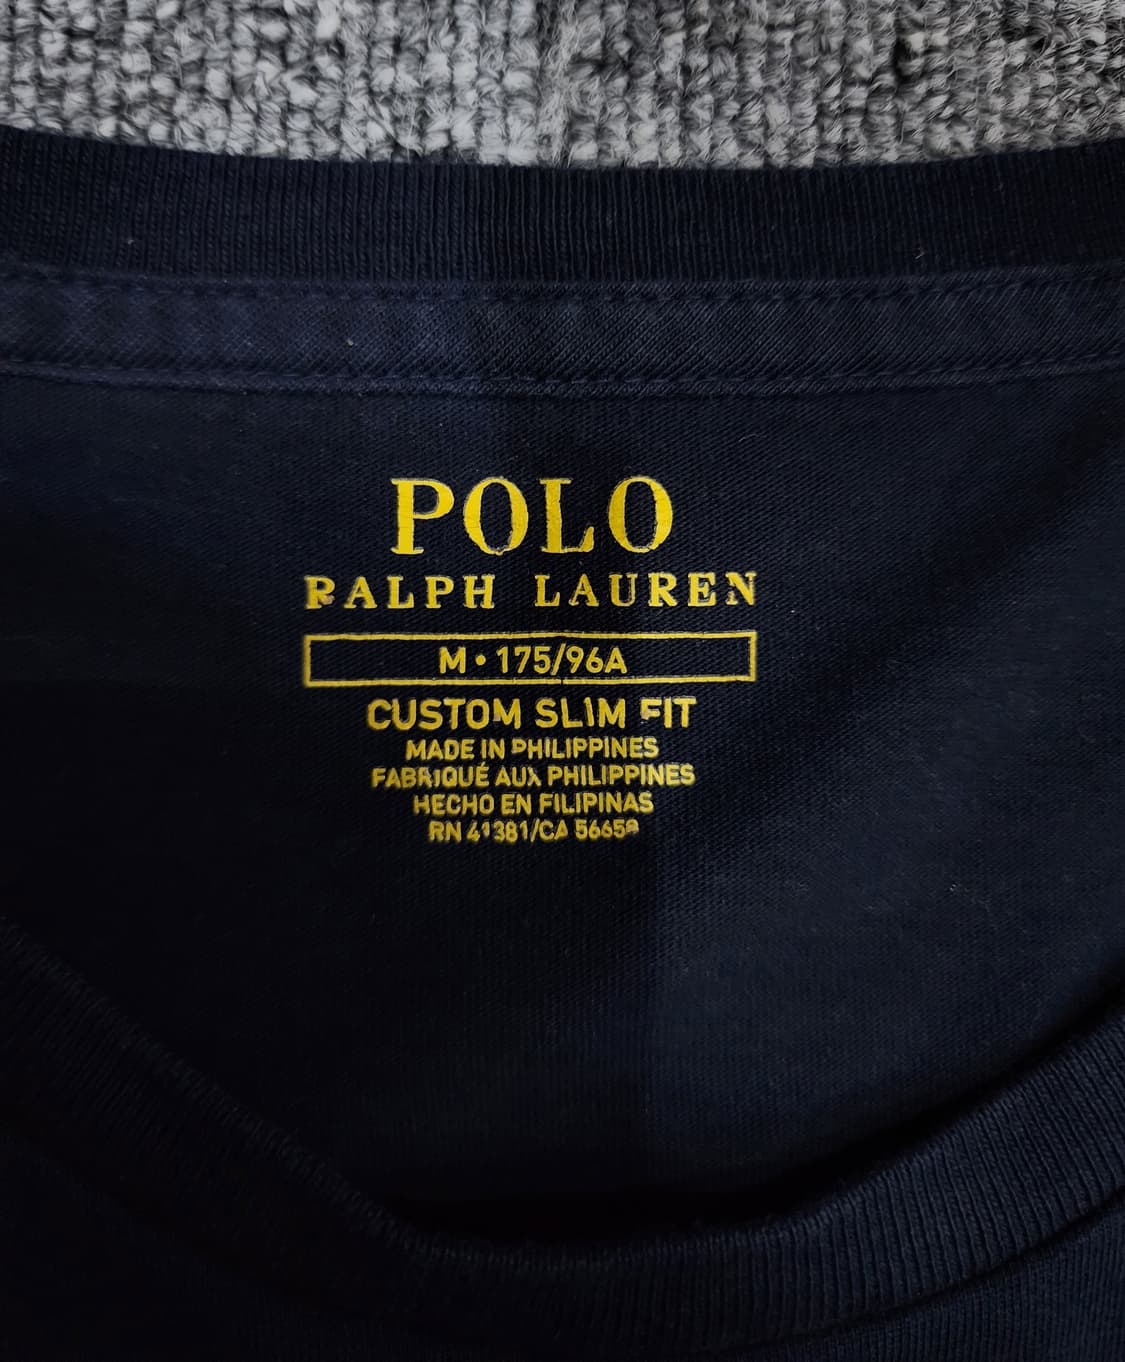 POLO
RALPH LAUREN
M • 175/96A
CUSTOM SLIM FIT
MADE IN PHILIPPINES
FABRIQUÉ AUX PHILIPPINES
HECHO EN FILIPINAS
RN 41381/CA